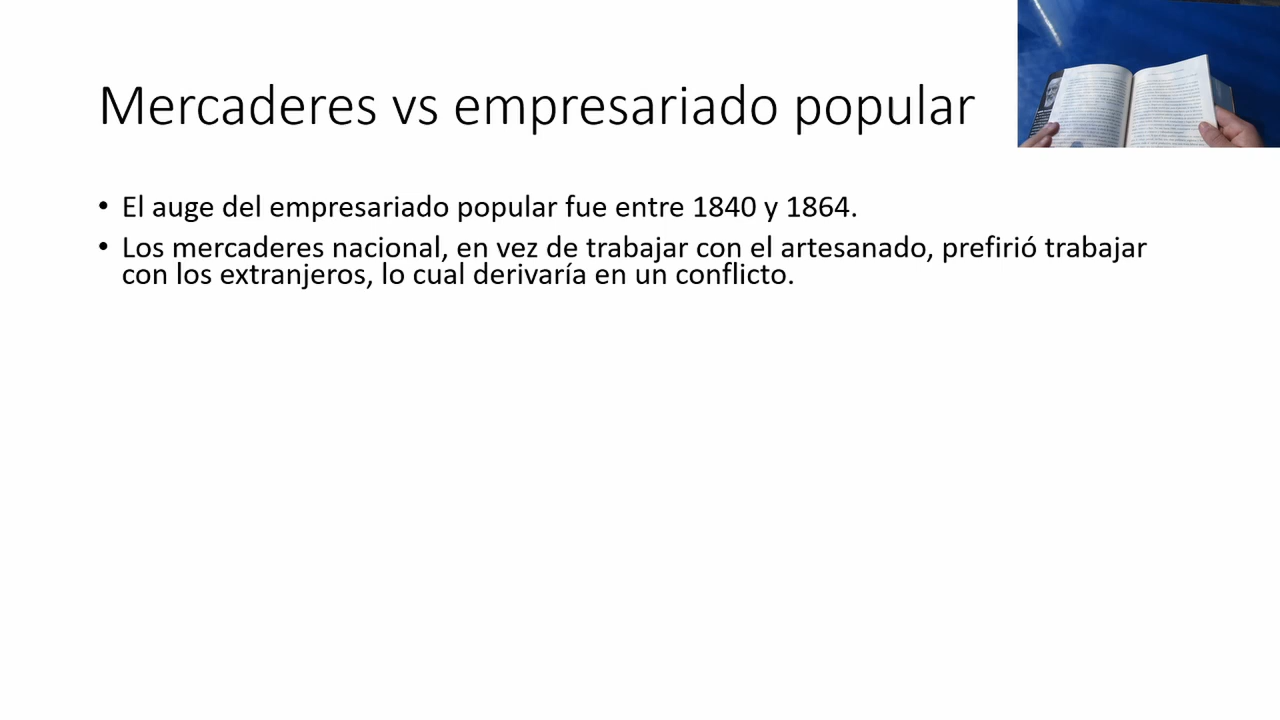 Mercaderes vs empresariado popular
• El auge del empresariado popular fue entre 1840 y 1864.
• Los mercaderes nacional, en vez de trabajar con el artesanado, prefirió trabajar
con los extranjeros, lo cual derivaría en un conflicto.